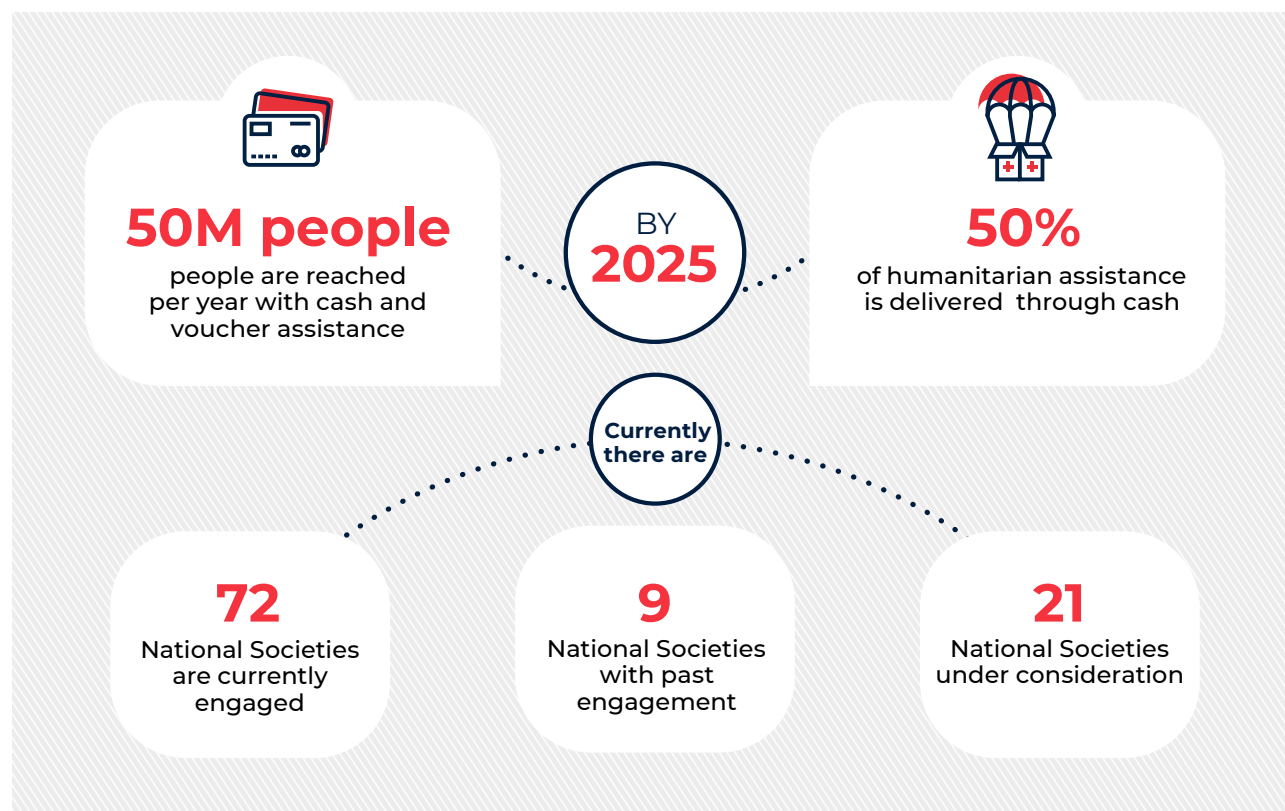 50M people
people are reached
per year with cash and
voucher assistance
BY
2025
50%
of humanitarian assistance
is delivered through cash
Currently
there are
72
National Societies
are currently
engaged
9
National Societies
with past
engagement
21
National Societies
under consideration